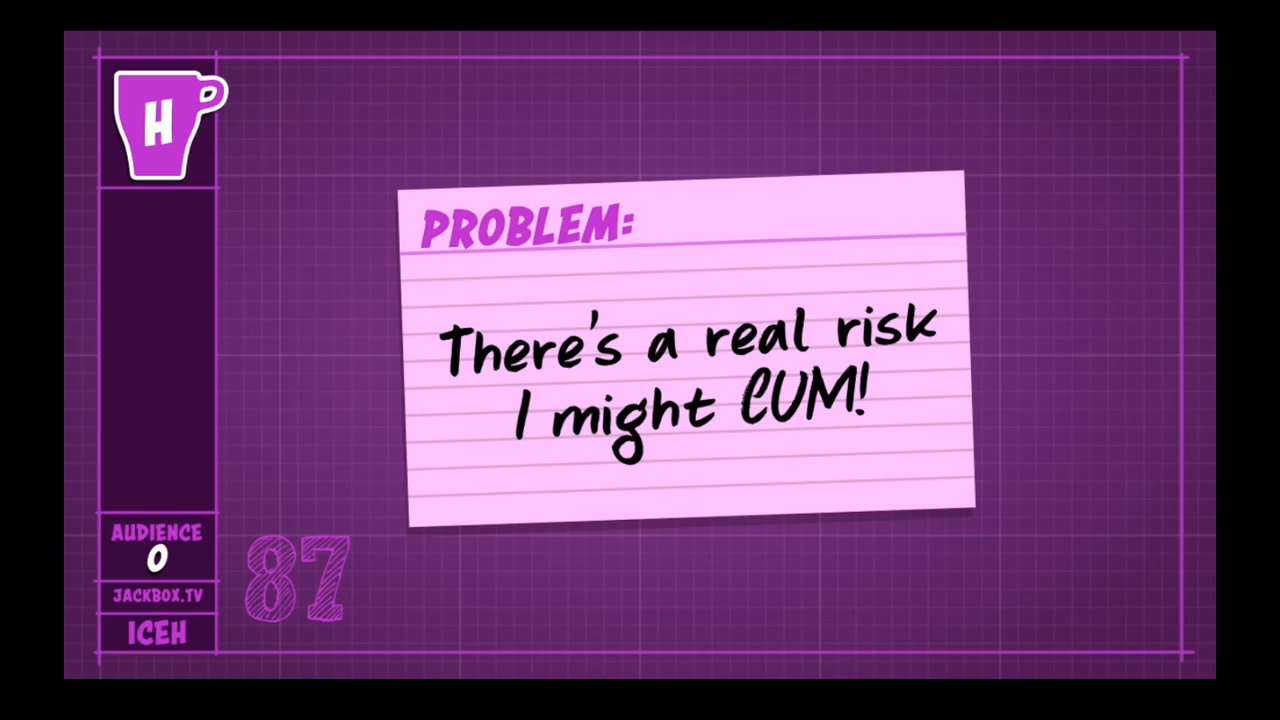 H
PROBLEM:
There's a real risk
I might CUM!
AUDIENCE
0
JACKBOX.TV
ICEH
87